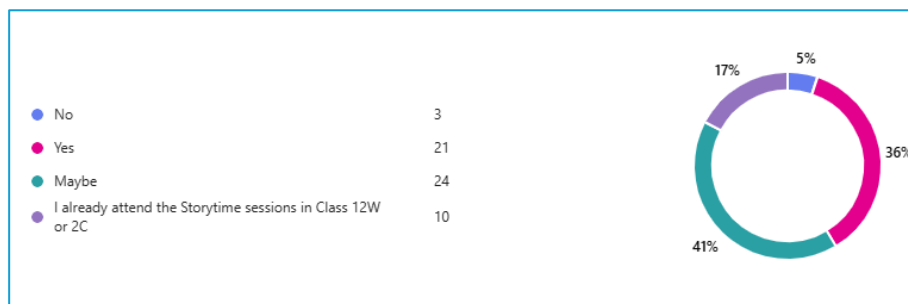 No 3
Yes 21
Maybe 24
I already attend the Storytime sessions in Class 12W
or 2C
10
5%
17%
36%
41%